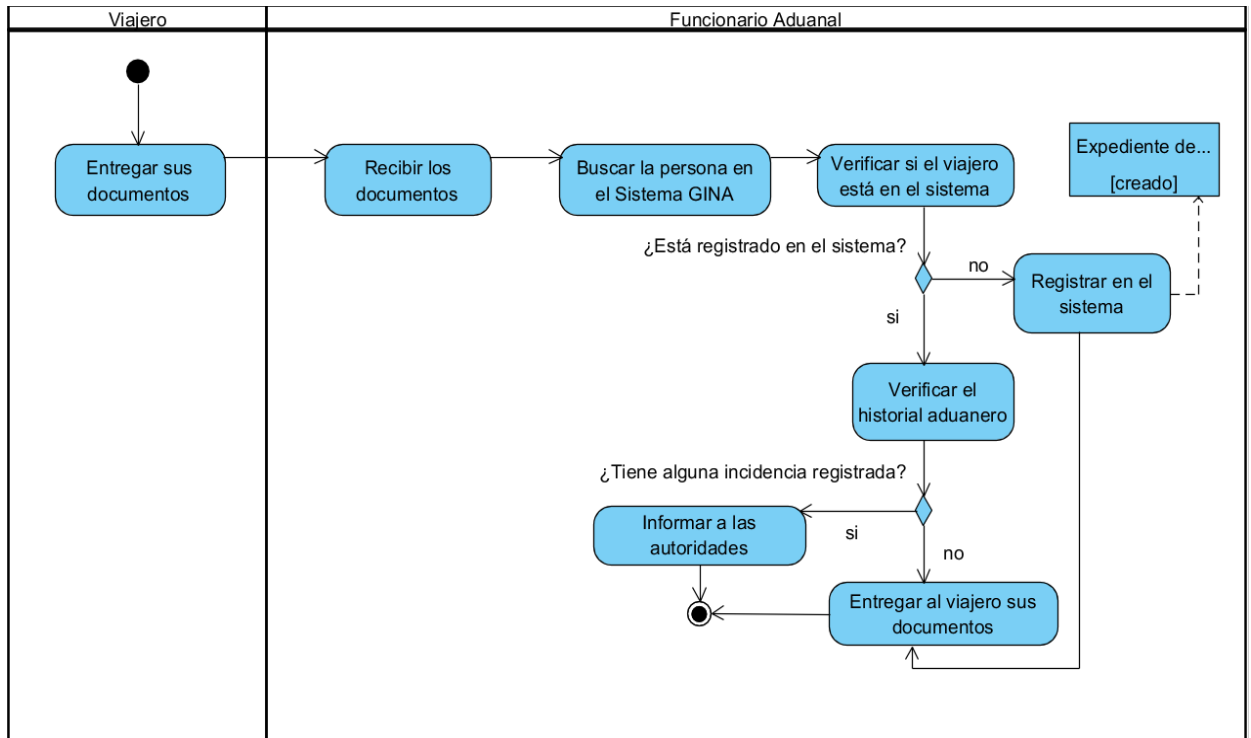 Viajero
Funcionario Aduanal
Entregar sus
documentos
Recibir los
documentos
Buscar la persona en
el Sistema GINA
Verificar si el viajero
está en el sistema
Expediente de...
[creado]
¿Está registrado en el sistema?
no
Registrar en el
sistema
si
Verificar el
historial aduanero
¿Tiene alguna incidencia registrada?
Informar a las
autoridades
si
no
Entregar al viajero sus
documentos